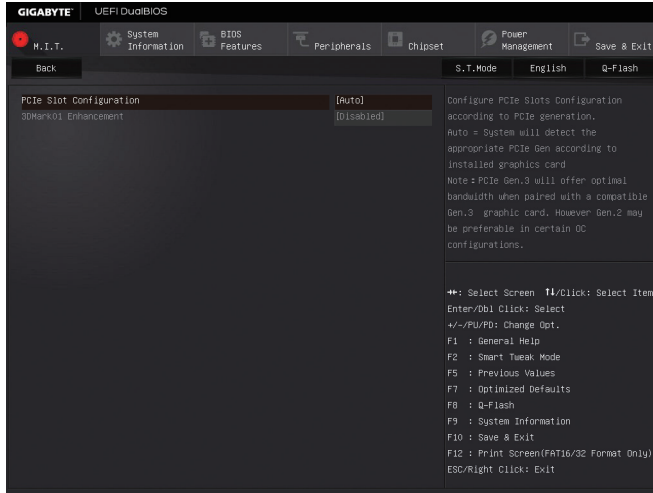 GIGABYTE™ UEFI DualBIOS
M.I.T.
System Information
BIOS Features
Peripherals
Chipset
Power Management
Save & Exit
Back
S.T.Mode English Q-Flash
PCIe Slot Configuration [Auto]
3DMark01 Enhancement [Disabled]
Configure PCIe Slots Configuration
according to PCIe generation.
Auto = System will detect the
appropriate PCIe Gen according to
installed graphics card
Note：PCIe Gen.3 will offer optimal
bandwidth when paired with a compatible
Gen.3 graphic card. However Gen.2 may
be preferable in certain OC
configurations.
→←: Select Screen ↑↓/Click: Select Item
Enter/Dbl Click: Select
+/-/PU/PD: Change Opt.
F1 : General Help
F2 : Smart Tweak Mode
F5 : Previous Values
F7 : Optimized Defaults
F8 : Q-Flash
F9 : System Information
F10 : Save & Exit
F12 : Print Screen(FAT16/32 Format Only)
ESC/Right Click: Exit